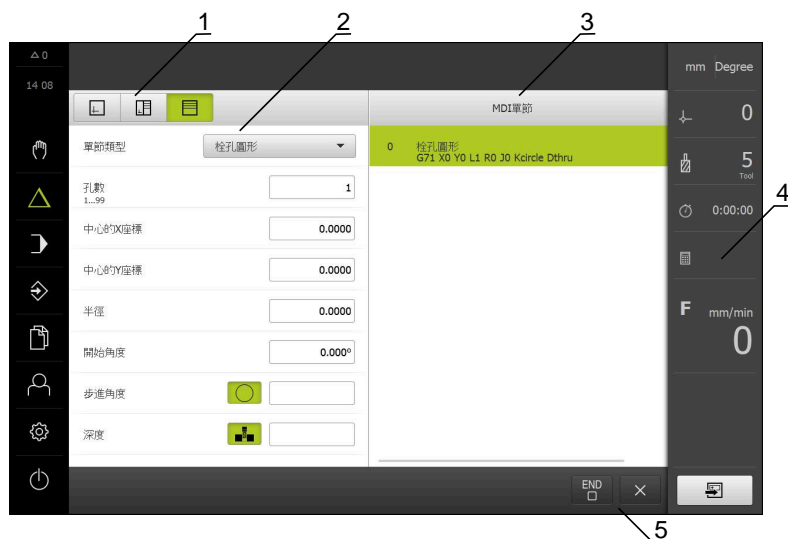 1
2
3
△ 0
14 08
mm Degree
MDI單節
0
單節類型
栓孔圓形
0 栓孔圓形
G71 X0 Y0 L1 R0 J0 Kcircle Dthru
5
Tool
孔數
1...99
1
4
0:00:00
中心的X座標
0.0000
中心的Y座標
0.0000
半徑
0.0000
F mm/min
0
開始角度
0.000°
步進角度
深度
END
5